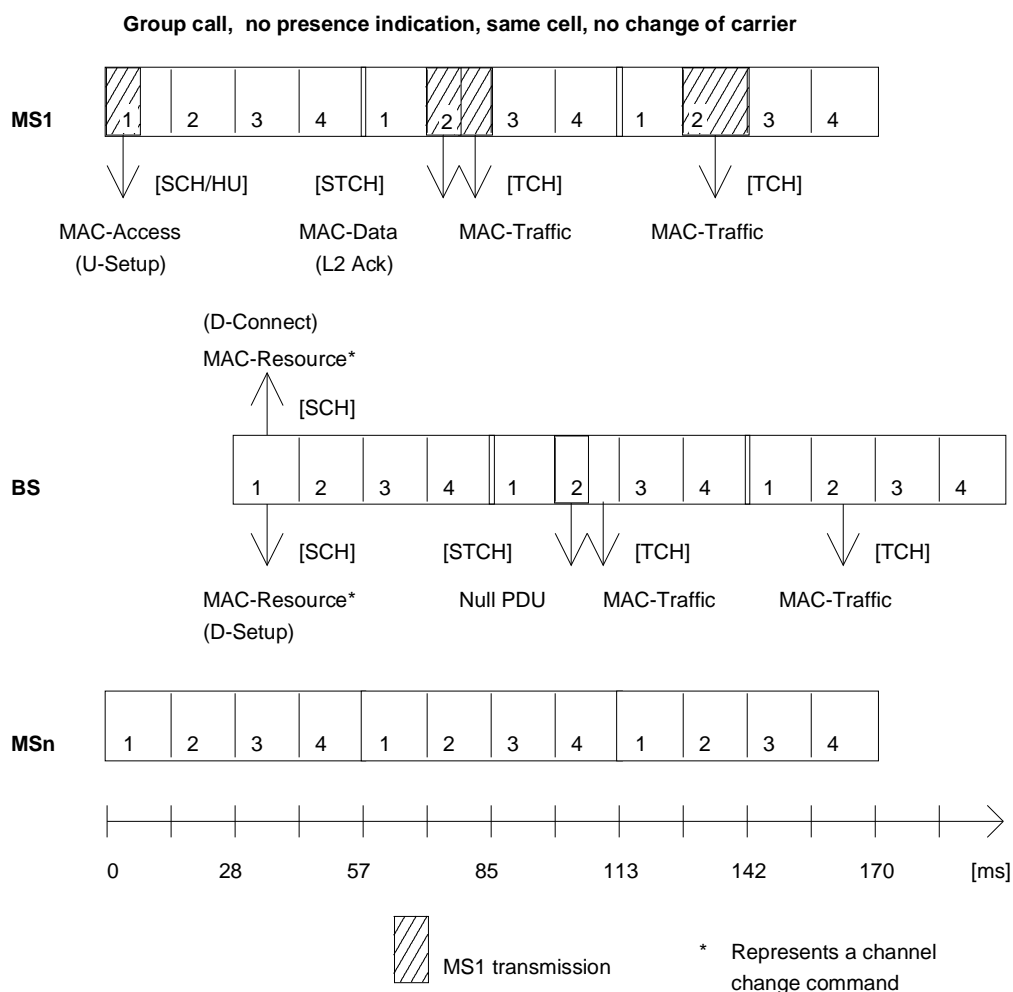 Group call, no presence indication, same cell, no change of carrier
MS1
1 2 3 4 1 2 3 4 1 2 3 4
[SCH/HU] [STCH] [TCH] [TCH]
MAC-Access MAC-Data MAC-Traffic MAC-Traffic
(U-Setup) (L2 Ack)
(D-Connect)
MAC-Resource*
[SCH]
BS
1 2 3 4 1 2 3 4 1 2 3 4
[SCH] [STCH] [TCH] [TCH]
MAC-Resource* Null PDU MAC-Traffic MAC-Traffic
(D-Setup)
MSn
1 2 3 4 1 2 3 4 1 2 3 4
0 28 57 85 113 142 170 [ms]
MS1 transmission
* Represents a channel
change command